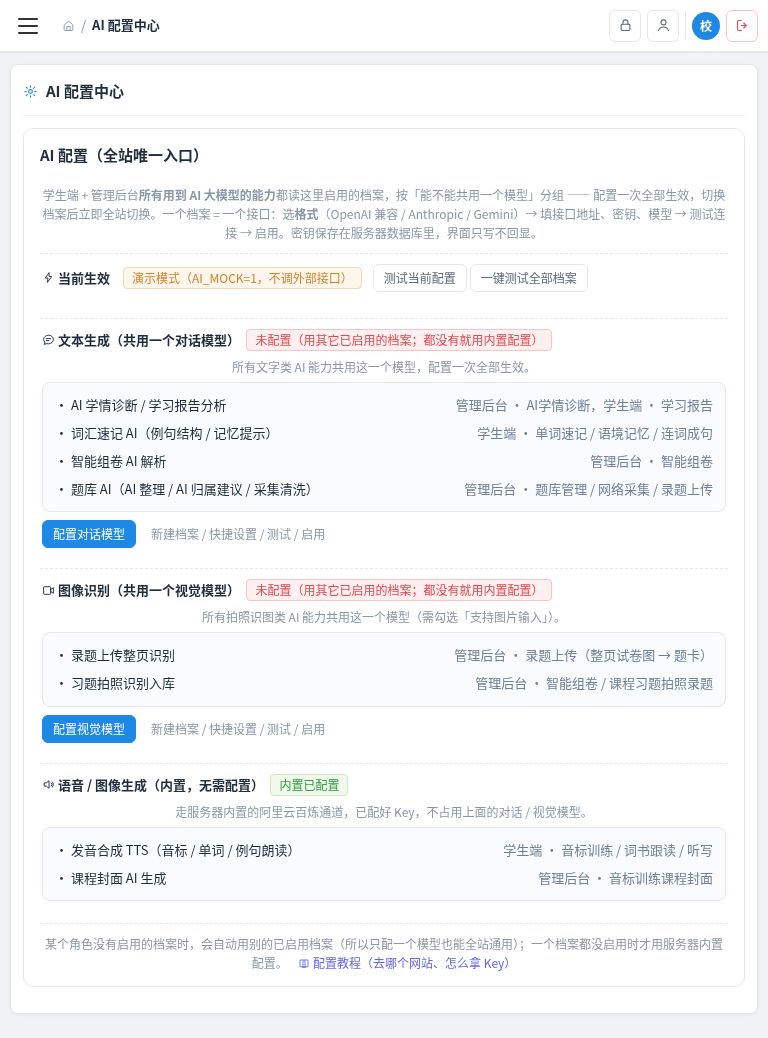 / AI 配置中心
校
AI 配置中心
AI 配置（全站唯一入口）
学生端 + 管理后台所有用到 AI 大模型的能力都读这里启用的档案，按「能不能共用一个模型」分组 —— 配置一次全部生效，切换
档案后立即全站切换。一个档案 = 一个接口：选格式（OpenAI 兼容 / Anthropic / Gemini）→ 填接口地址、密钥、模型 → 测试连
接 → 启用。密钥保存在服务器数据库里，界面只写不回显。
当前生效 演示模式（AI_MOCK=1，不调外部接口） 测试当前配置 一键测试全部档案
文本生成（共用一个对话模型） 未配置（用其它已启用的档案；都没有就用内置配置）
所有文字类 AI 能力共用这一个模型，配置一次全部生效。
• AI 学情诊断 / 学习报告分析 管理后台 • AI学情诊断，学生端 • 学习报告
• 词汇速记 AI（例句结构 / 记忆提示） 学生端 • 单词速记 / 语境记忆 / 连词成句
• 智能组卷 AI 解析 管理后台 • 智能组卷
• 题库 AI（AI 整理 / AI 归属建议 / 采集清洗） 管理后台 • 题库管理 / 网络采集 / 录题上传
配置对话模型 新建档案 / 快捷设置 / 测试 / 启用
图像识别（共用一个视觉模型） 未配置（用其它已启用的档案；都没有就用内置配置）
所有拍照识图类 AI 能力共用这一个模型（需勾选「支持图片输入」）。
• 录题上传整页识别 管理后台 • 录题上传（整页试卷图 → 题卡）
• 习题拍照识别入库 管理后台 • 智能组卷 / 课程习题拍照录题
配置视觉模型 新建档案 / 快捷设置 / 测试 / 启用
语音 / 图像生成（内置，无需配置） 内置已配置
走服务器内置的阿里云百炼通道，已配好 Key，不占用上面的对话 / 视觉模型。
• 发音合成 TTS（音标 / 单词 / 例句朗读） 学生端 • 音标训练 / 词书跟读 / 听写
• 课程封面 AI 生成 管理后台 • 音标训练课程封面
某个角色没有启用的档案时，会自动用别的已启用档案（所以只配一个模型也能全站通用）；一个档案都没启用时才用服务器内置
配置。 配置教程（去哪个网站、怎么拿 Key）